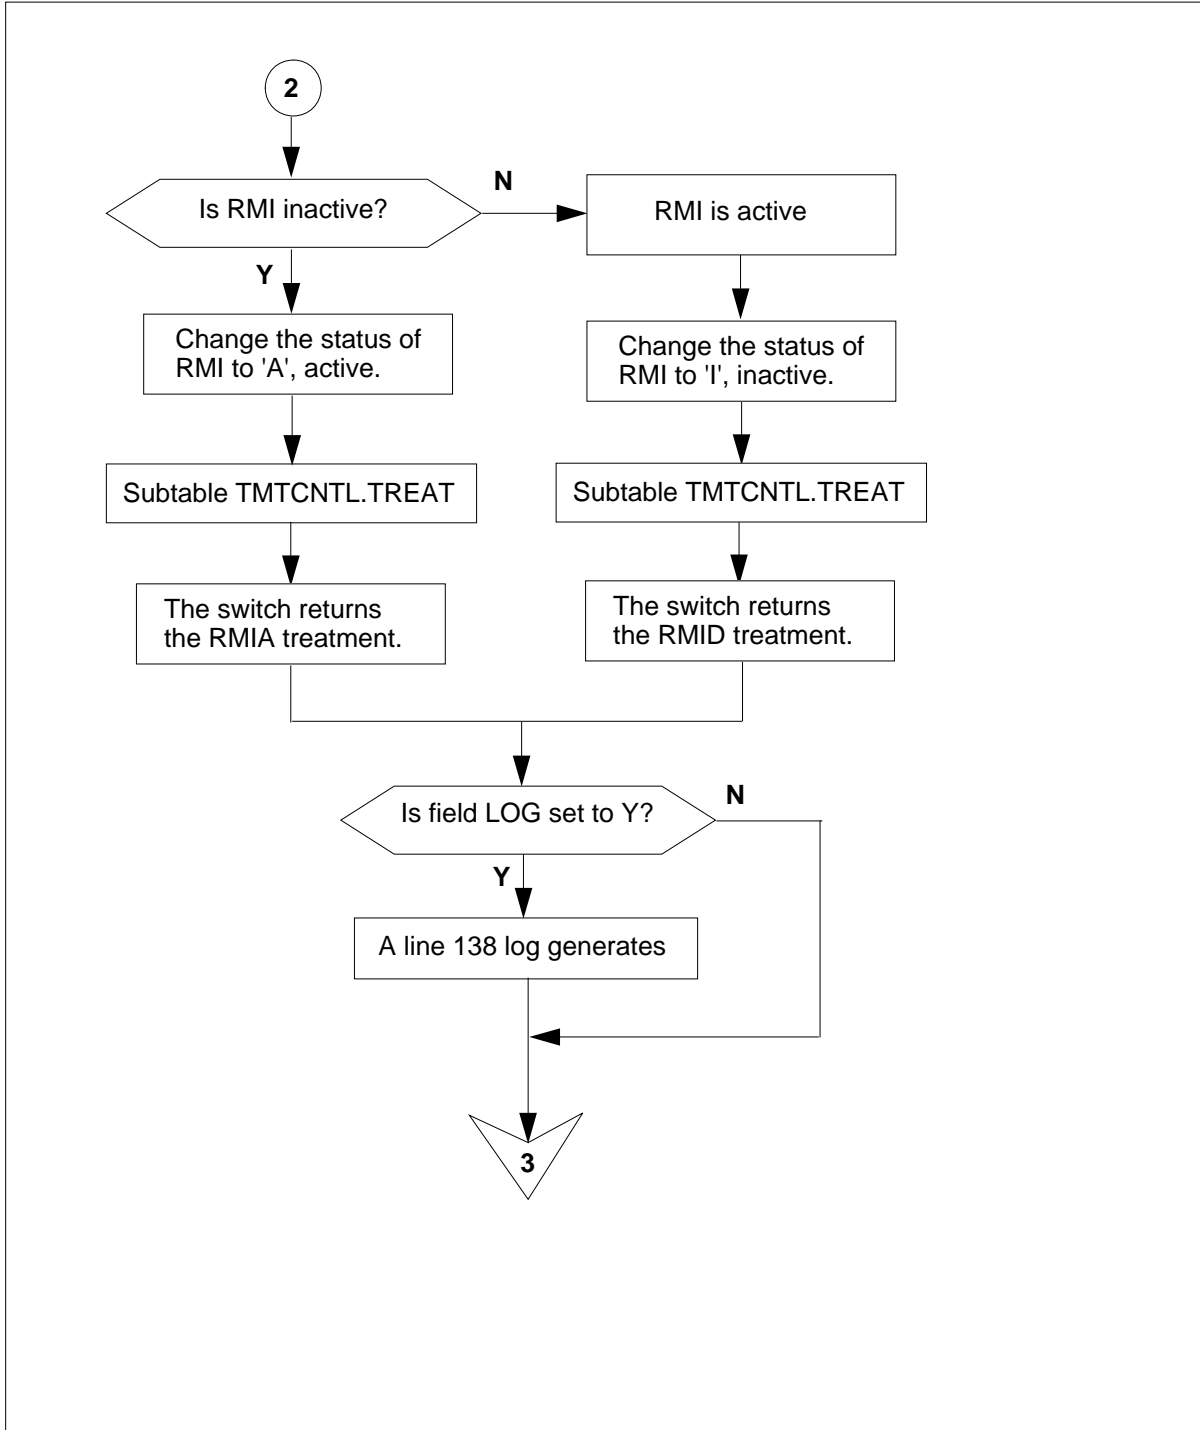 2
Is RMI inactive?
N
RMI is active
Y
Change the status of
RMI to 'A', active.
Change the status of
RMI to 'I', inactive.
Subtable TMTCNTL.TREAT
Subtable TMTCNTL.TREAT
The switch returns
the RMIA treatment.
The switch returns
the RMID treatment.
Is field LOG set to Y?
N
Y
A line 138 log generates
3